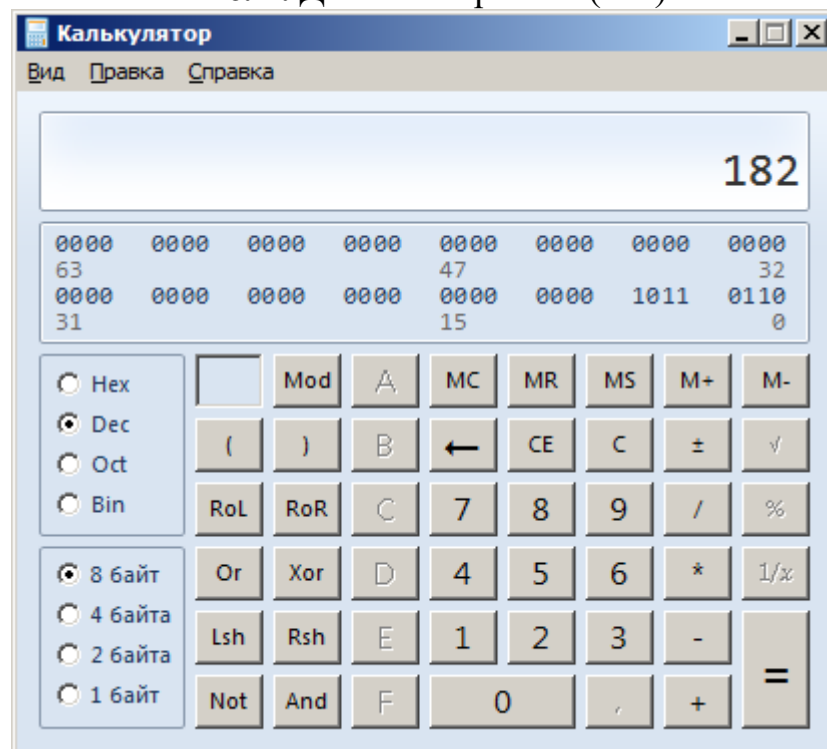 Калькулятор
Вид Правка Справка
182
0000 0000 0000 0000 0000 0000 0000 0000
63 47 32
0000 0000 0000 0000 0000 0000 1011 0110
31 15 0
Hex Mod A MC MR MS M+ M-
Dec ( ) B ← CE C ± √
Oct
Bin RoL RoR C 7 8 9 / %
8 байт Or Xor D 4 5 6 * 1/x
4 байта
2 байта Lsh Rsh E 1 2 3 - =
1 байт Not And F 0 , +